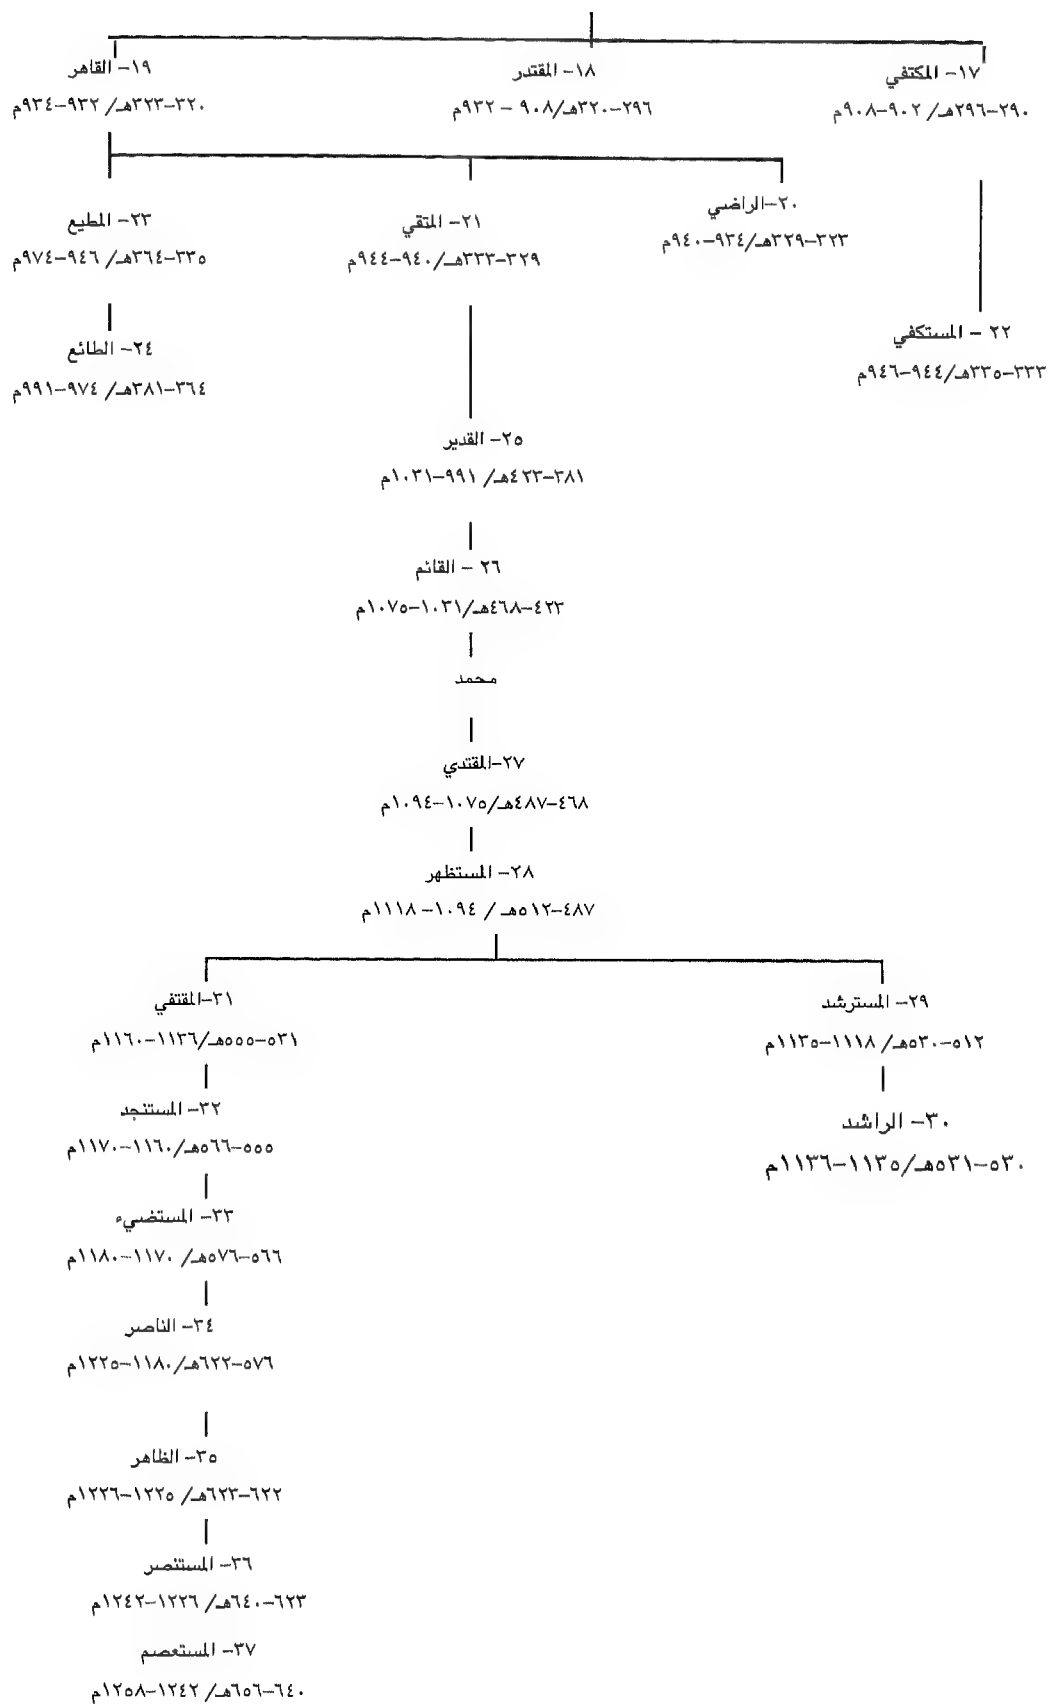 ١٧- المكتفي
٢٩٠-٢٩٦هـ/ ٩٠٢-٩٠٨م
١٨- المقتدر
٢٩٦-٣٢٠هـ/٩٠٨ - ٩٣٢م
١٩- القاهر
٣٢٠-٣٢٣هـ/ ٩٣٢-٩٣٤م
٢٠-الراضي
٣٢٣-٣٢٩هـ/٩٣٤-٩٤٠م
٢١- المتقي
٣٢٩-٣٣٣هـ/٩٤٠-٩٤٤م
٢٣- المطيع
٣٣٥-٣٦٤هـ/ ٩٤٦-٩٧٤م
٢٢ - المستكفي
٣٣٣-٣٣٥هـ/٩٤٤-٩٤٦م
٢٤- الطائع
٣٦٤-٣٨١هـ/ ٩٧٤-٩٩١م
٢٥- القدير
٣٨١-٤٢٣هـ/ ٩٩١-١٠٣١م
٢٦ - القائم
٤٢٣-٤٦٨هـ/١٠٣١-١٠٧٥م
محمد
٢٧-المقتدي
٤٦٨-٤٨٧هـ/١٠٧٥-١٠٩٤م
٢٨- المستظهر
٤٨٧-٥١٢هـ/ ١٠٩٤-١١١٨م
٢٩- المسترشد
٥١٢-٥٣٠هـ/ ١١١٨-١١٣٥م
٣٠- الراشد
٥٣٠-٥٣١هـ/١١٣٥-١١٣٦م
٣١-المقتفي
٥٣١-٥٥٥هـ/١١٣٦-١١٦٠م
٣٢- المستنجد
٥٥٥-٥٦٦هـ/١١٦٠-١١٧٠م
٣٣- المستضيء
٥٦٦-٥٧٦هـ/ ١١٧٠-١١٨٠م
٣٤- الناصر
٥٧٦-٦٢٢هـ/١١٨٠-١٢٢٥م
٣٥- الظاهر
٦٢٢-٦٢٣هـ/ ١٢٢٥-١٢٢٦م
٣٦- المستنصر
٦٢٣-٦٤٠هـ/ ١٢٢٦-١٢٤٢م
٣٧- المستعصم
٦٤٠-٦٥٦هـ/ ١٢٤٢-١٢٥٨م